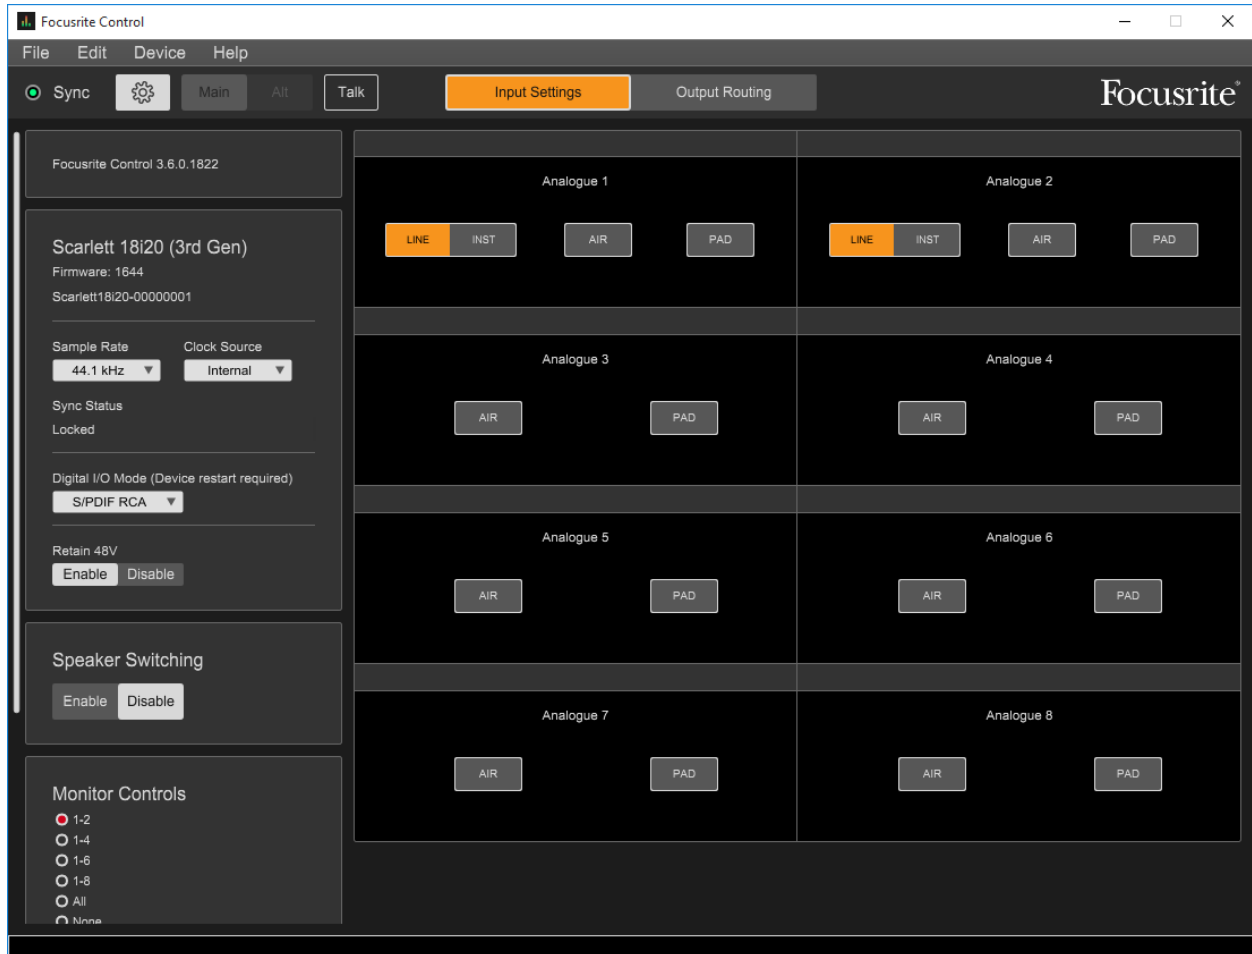 Focusrite Control
File Edit Device Help
Sync Main Alt Talk Input Settings Output Routing Focusrite®
Focusrite Control 3.6.0.1822
Scarlett 18i20 (3rd Gen)
Firmware: 1644
Scarlett18i20-00000001
Sample Rate Clock Source
44.1 kHz Internal
Sync Status
Locked
Digital I/O Mode (Device restart required)
S/PDIF RCA
Retain 48V
Enable Disable
Speaker Switching
Enable Disable
Monitor Controls
1-2
1-4
1-6
1-8
All
None
Analogue 1 Analogue 2
LINE INST AIR PAD LINE INST AIR PAD
Analogue 3 Analogue 4
AIR PAD AIR PAD
Analogue 5 Analogue 6
AIR PAD AIR PAD
Analogue 7 Analogue 8
AIR PAD AIR PAD